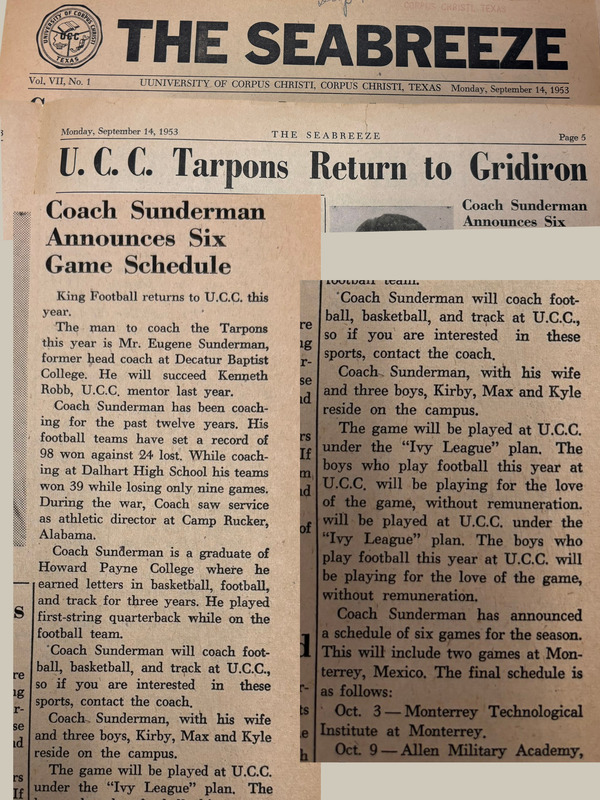 UNIVERSITY OF CORPUS CHRISTI
UCC
TEXAS
CORPUS CHRISTI, TEXAS
THE SEABREEZE
Vol, VII, No. 1 UUNIVERSITY OF CORPUS CHRISTI, CORPUS CHRISTI, TEXAS Monday, September 14, 1953
Monday, September 14, 1953 THE SEABREEZE Page 5
U. C. C. Tarpons Return to Gridiron
Coach Sunderman
Announces Six
Coach Sunderman
Announces Six
Game Schedule
King Football returns to U.C.C. this
year.
The man to coach the Tarpons
this year is Mr. Eugene Sunderman,
former head coach at Decatur Baptist
College. He will succeed Kenneth
Robb, U.C.C. mentor last year.
Coach Sunderman has been coach-
ing for the past twelve years. His
football teams have set a record of
98 won against 24 lost. While coach-
ing at Dalhart High School his teams
won 39 while losing only nine games.
During the war, Coach saw service
as athletic director at Camp Rucker,
Alabama.
Coach Sunderman is a graduate of
Howard Payne College where he
earned letters in basketball, football,
and track for three years. He played
first-string quarterback while on the
football team.
Coach Sunderman will coach foot-
ball, basketball, and track at U.C.C.,
so if you are interested in these
sports, contact the coach.
Coach Sunderman, with his wife
and three boys, Kirby, Max and Kyle
reside on the campus.
The game will be played at U.C.C.
under the "Ivy League" plan. The
football team.
Coach Sunderman will coach foot-
ball, basketball, and track at U.C.C.,
so if you are interested in these
sports, contact the coach.
Coach Sunderman, with his wife
and three boys, Kirby, Max and Kyle
reside on the campus.
The game will be played at U.C.C.
under the "Ivy League" plan. The
boys who play football this year at
U.C.C. will be playing for the love
of the game, without remuneration.
will be played at U.C.C. under the
"Ivy League" plan. The boys who
play football this year at U.C.C. will
be playing for the love of the game,
without remuneration.
Coach Sunderman has announced
a schedule of six games for the season.
This will include two games at Mon-
terrey, Mexico. The final schedule is
as follows:
Oct. 3 — Monterrey Technological
Institute at Monterrey.
Oct. 9 — Allen Military Academy,